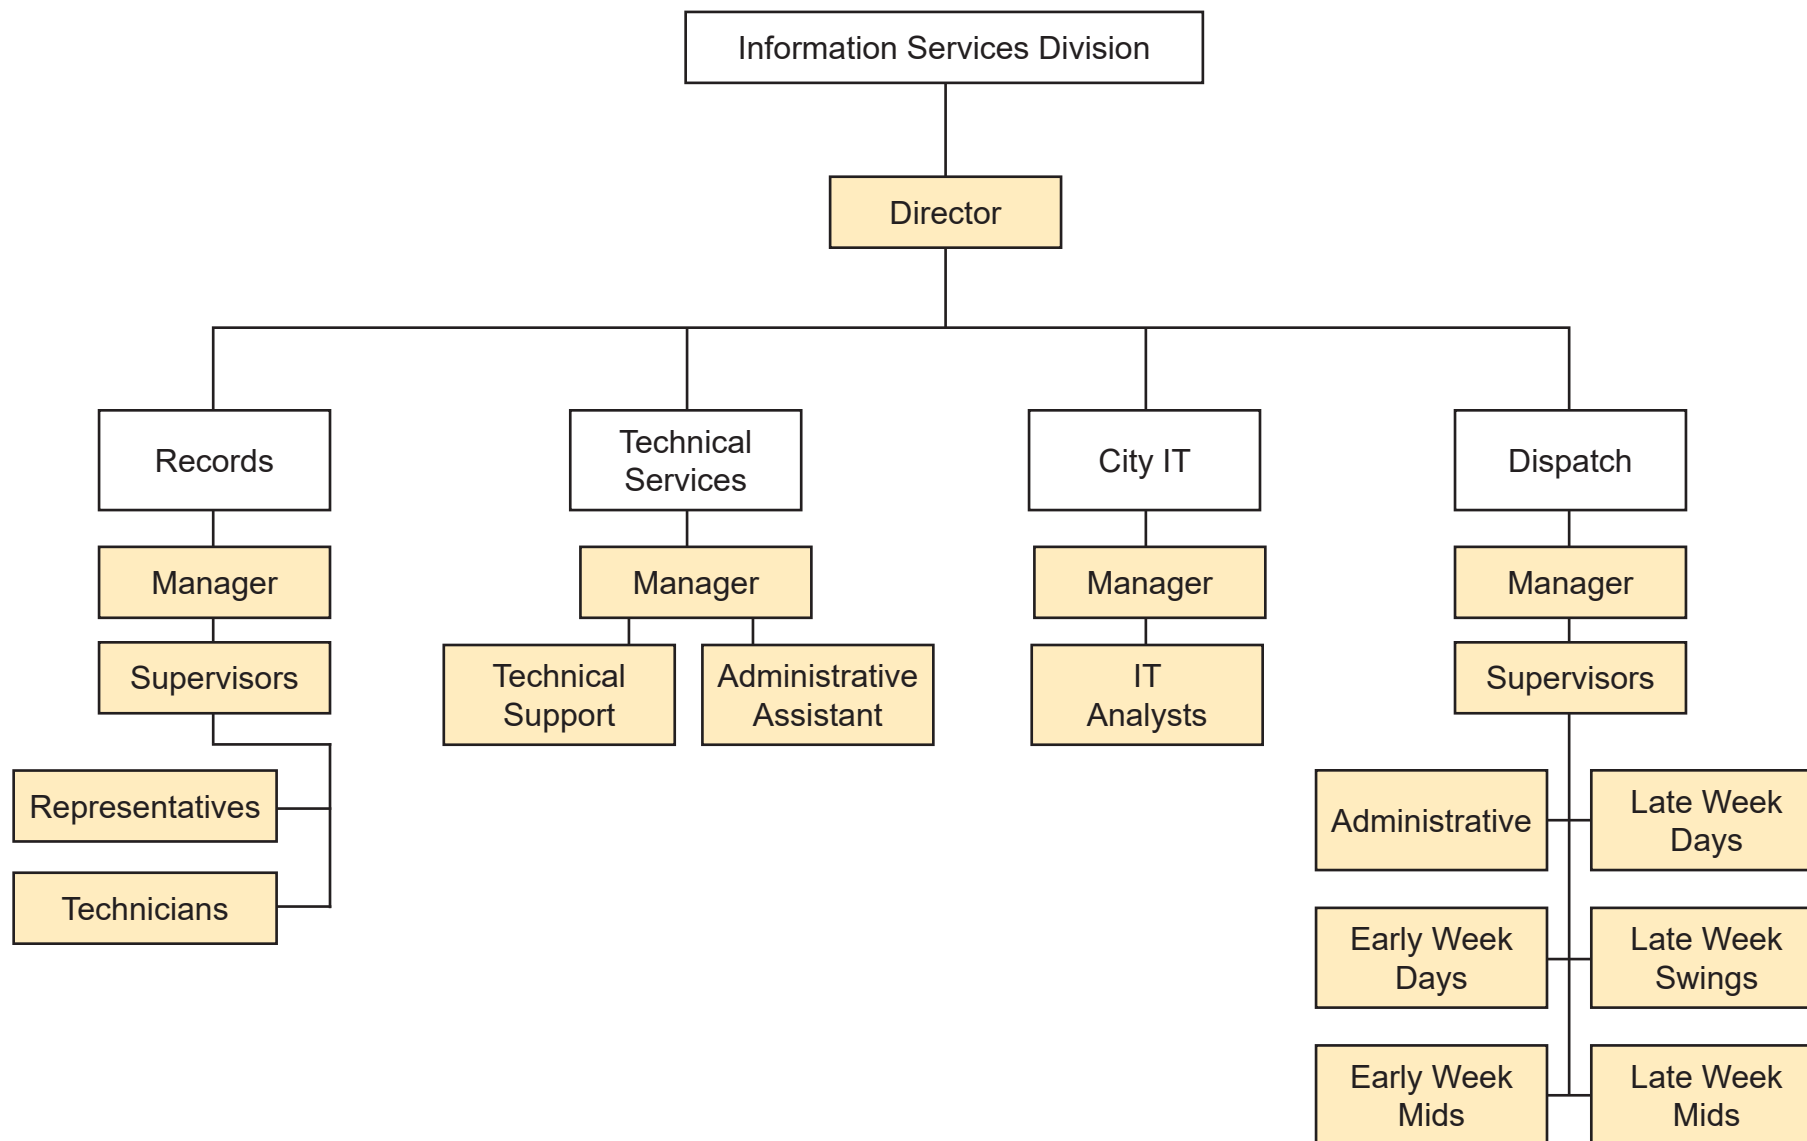 Information Services Division
Director
Records
Technical
Services
City IT
Dispatch
Manager
Manager
Manager
Manager
Supervisors
Technical
Support
Administrative
Assistant
IT
Analysts
Supervisors
Representatives
Technicians
Administrative
Late Week
Days
Early Week
Days
Late Week
Swings
Early Week
Mids
Late Week
Mids